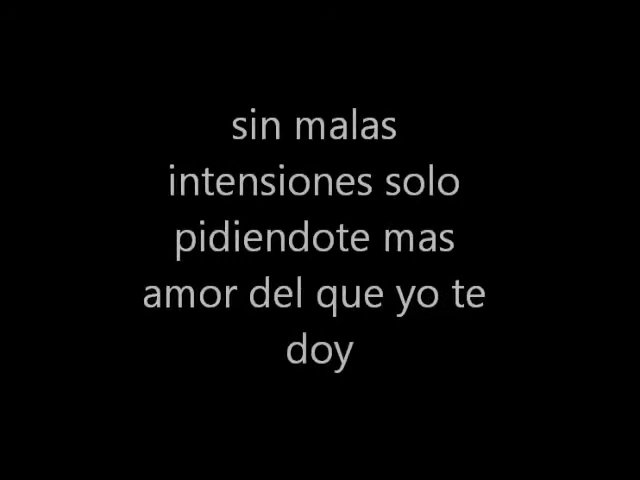 sin malas
intensiones solo
pidiendote mas
amor del que yo te
doy